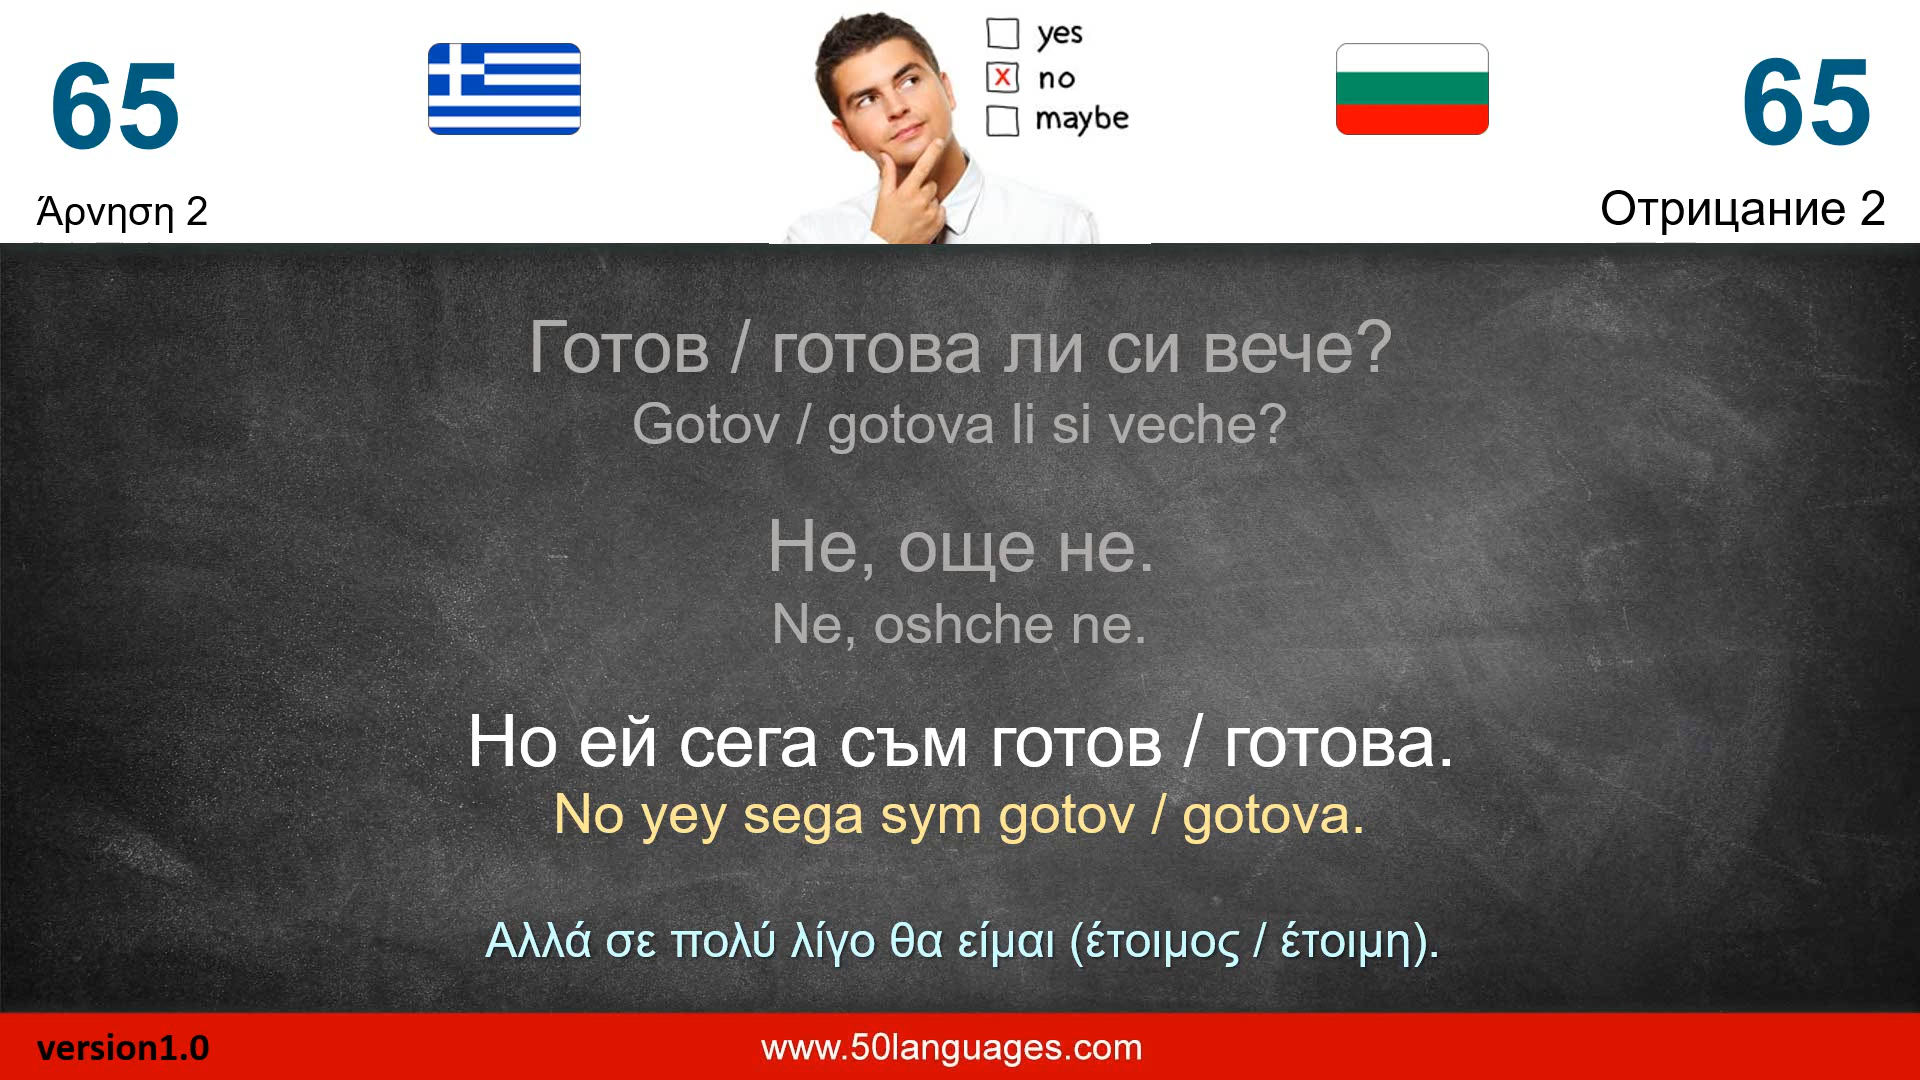 65
65
yes
x no
maybe
Άρνηση 2
Отрицание 2
Готов / готова ли си вече?
Gotov / gotova li si veche?
Не, още не.
Ne, oshche ne.
Но ей сега съм готов / готова.
No yey sega sym gotov / gotova.
Αλλά σε πολύ λίγο θα είμαι (έτοιμος / έτοιμη).
version1.0
www.50languages.com